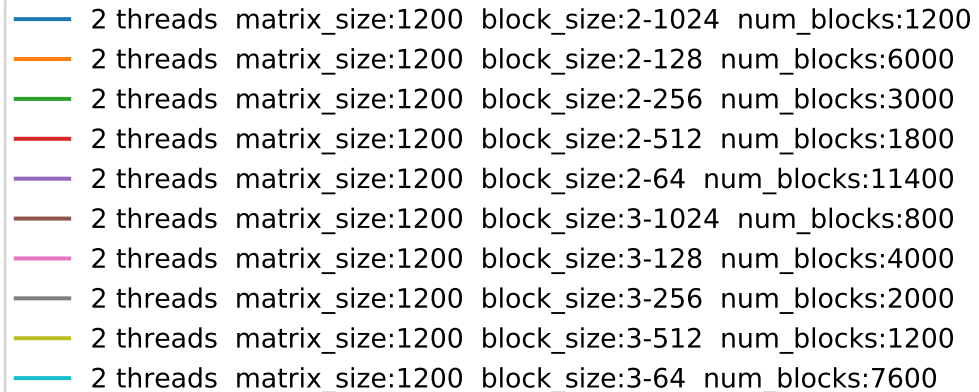 2 threads  matrix_size:1200  block_size:2-1024  num_blocks:1200
2 threads  matrix_size:1200  block_size:2-128  num_blocks:6000
2 threads  matrix_size:1200  block_size:2-256  num_blocks:3000
2 threads  matrix_size:1200  block_size:2-512  num_blocks:1800
2 threads  matrix_size:1200  block_size:2-64  num_blocks:11400
2 threads  matrix_size:1200  block_size:3-1024  num_blocks:800
2 threads  matrix_size:1200  block_size:3-128  num_blocks:4000
2 threads  matrix_size:1200  block_size:3-256  num_blocks:2000
2 threads  matrix_size:1200  block_size:3-512  num_blocks:1200
2 threads  matrix_size:1200  block_size:3-64  num_blocks:7600